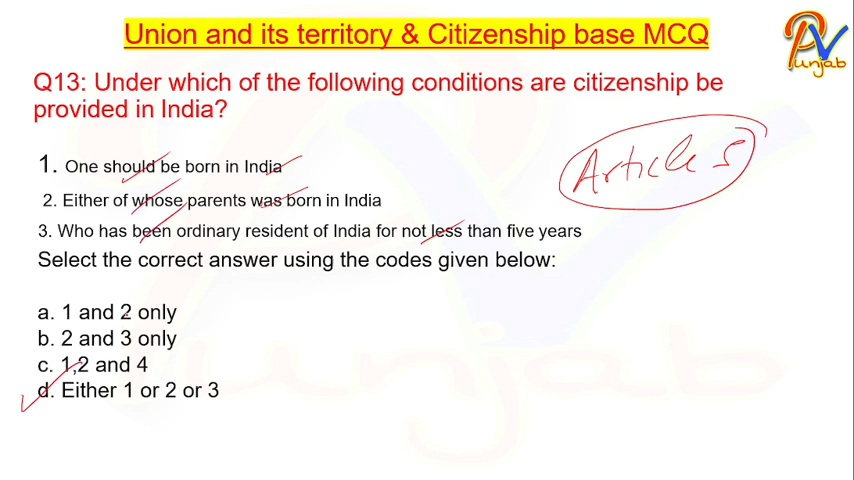 Union and its territory & Citizenship base MCQ
PV
unjab
Q13: Under which of the following conditions are citizenship be
provided in India?
Article 5
1. One should be born in India
2. Either of whose parents was born in India
3. Who has been ordinary resident of India for not less than five years
Select the correct answer using the codes given below:
a. 1 and 2 only
b. 2 and 3 only
c. 1,2 and 4
d. Either 1 or 2 or 3
unjab